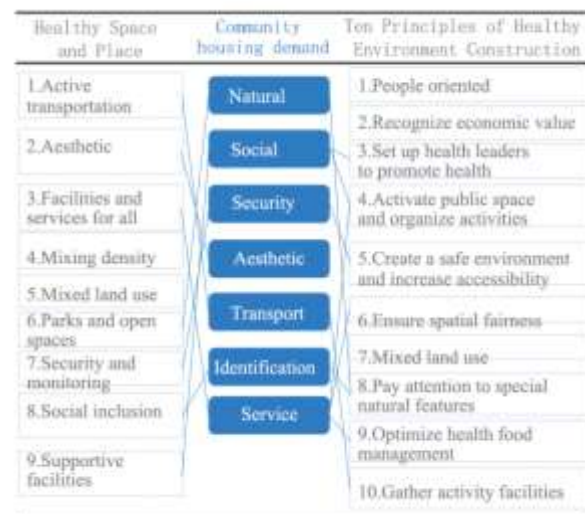 Healthy Space
and Place
1.Active
transportation
2.Aesthetic
3.Facilities and
services for all
4.Mixing density
5.Mixed land use
6.Parks and open
spaces
7.Security and
monitoring
8.Social inclusion
9.Supportive
facilities
Community
housing demand
Natural
Social
Security
Aesthetic
Transport
Identification
Service
Ten Principles of Healthy
Environment Construction
1.People oriented
2.Recognize economic value
3.Set up health leaders
to promote health
4.Activate public space
and organize activities
5.Create a safe environment
and increase accessibility
6.Ensure spatial fairness
7.Mixed land use
8.Pay attention to special
natural features
9.Optimize health food
management
10.Gather activity facilities